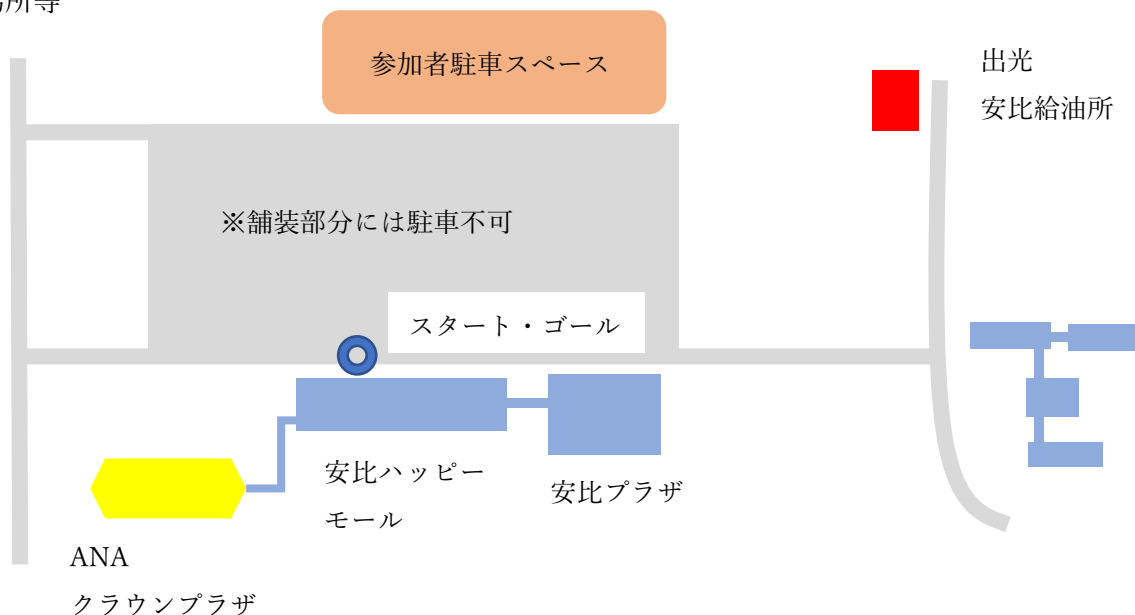 所等
参加者駐車スペース
出光
安比給油所
※舗装部分には駐車不可
スタート・ゴール
安比ハッピー
モール
安比プラザ
ANA
クラウンプラザ